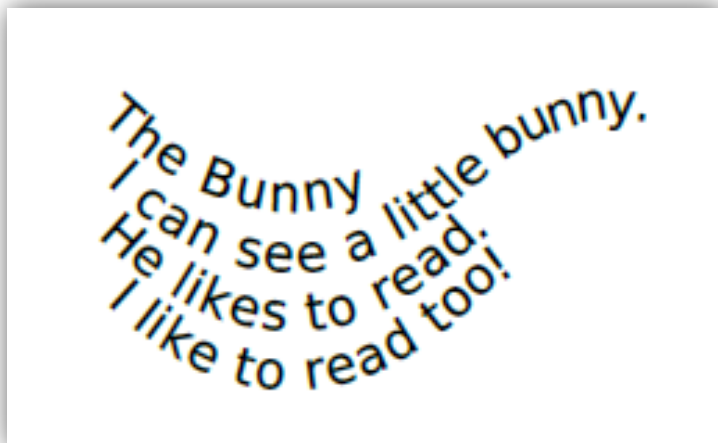 The Bunny
I can see a little bunny.
He likes to read.
I like to read too!